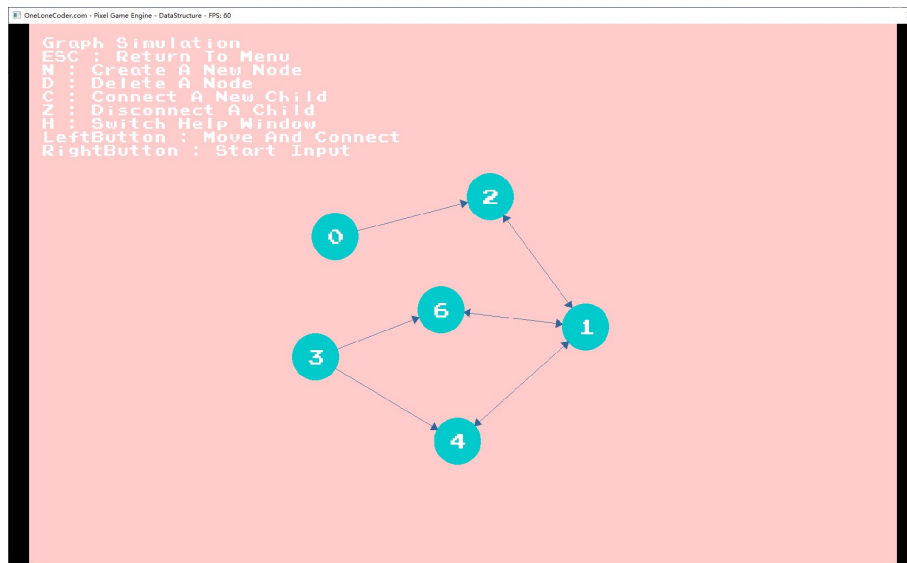 OneLoneCoder.com - Pixel Game Engine - DataStructure - FPS: 60
Graph Simulation
ESC : Return To Menu
N : Create A New Node
D : Delete A Node
C : Connect A New Child
Z : Disconnect A Child
H : Switch Help Window
LeftButton : Move And Connect
RightButton : Start Input
2
0
6
1
3
4